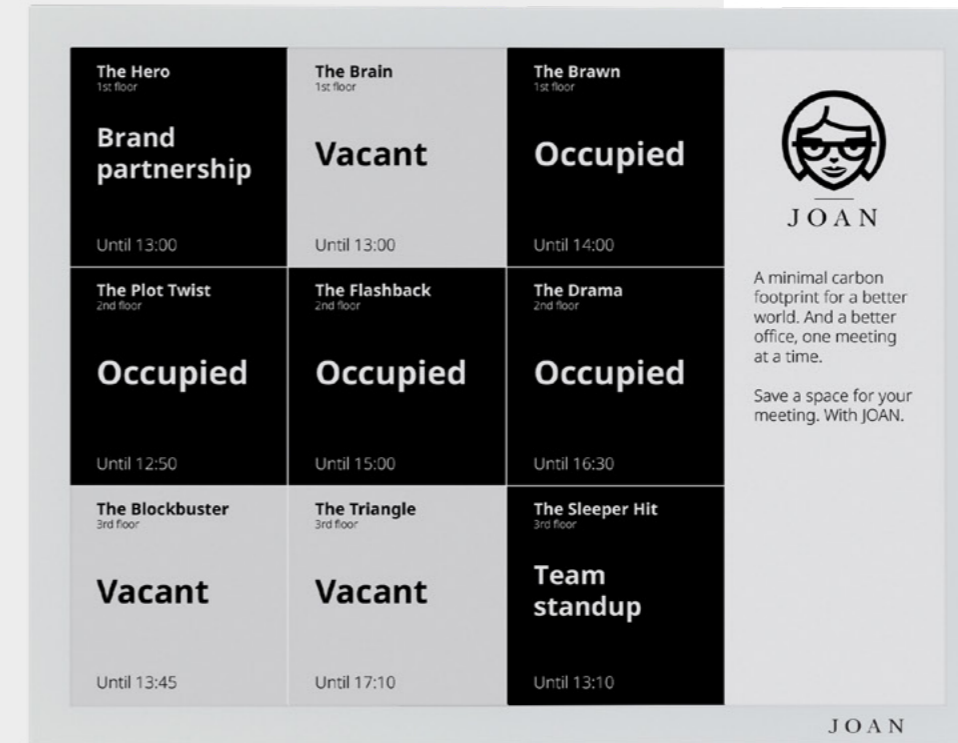 The Hero
1st floor
Brand
partnership
Until 13:00
The Brain
1st floor
Vacant
Until 13:00
The Brawn
1st floor
Occupied
Until 14:00
The Plot Twist
2nd floor
Occupied
Until 12:50
The Flashback
2nd floor
Occupied
Until 15:00
The Drama
2nd floor
Occupied
Until 16:30
The Blockbuster
3rd floor
Vacant
Until 13:45
The Triangle
3rd floor
Vacant
Until 17:10
The Sleeper Hit
3rd floor
Team
standup
Until 13:10
JOAN
A minimal carbon
footprint for a better
world. And a better
office, one meeting
at a time.
Save a space for your
meeting. With JOAN.
JOAN